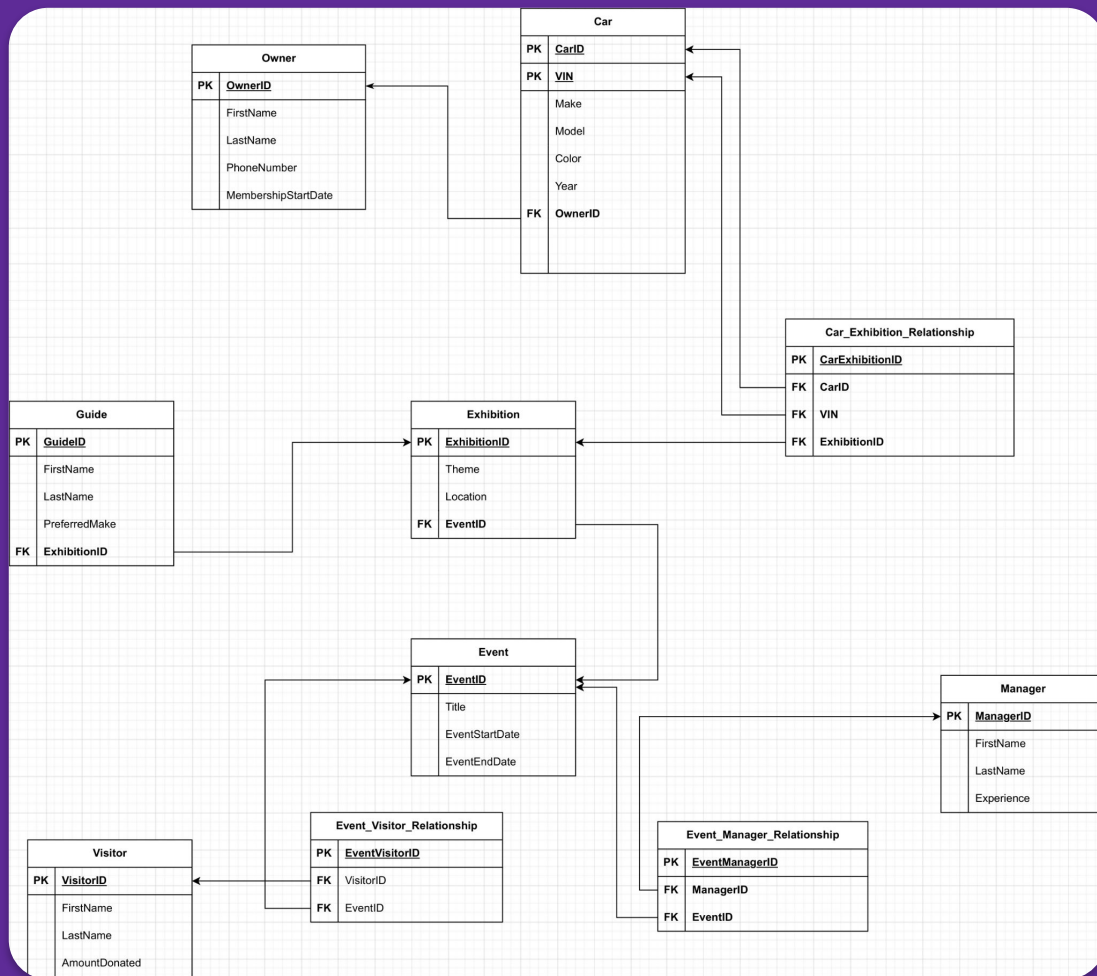 Car
PK CarID
PK VIN
Make
Model
Color
Year
FK OwnerID
Owner
PK OwnerID
FirstName
LastName
PhoneNumber
MembershipStartDate
Car_Exhibition_Relationship
PK CarExhibitionID
FK CarID
FK VIN
FK ExhibitionID
Guide
PK GuideID
FirstName
LastName
PreferredMake
FK ExhibitionID
Exhibition
PK ExhibitionID
Theme
Location
FK EventID
Event
PK EventID
Title
EventStartDate
EventEndDate
Manager
PK ManagerID
FirstName
LastName
Experience
Event_Visitor_Relationship
PK EventVisitorID
FK VisitorID
FK EventID
Event_Manager_Relationship
PK EventManagerID
FK ManagerID
FK EventID
Visitor
PK VisitorID
FirstName
LastName
AmountDonated